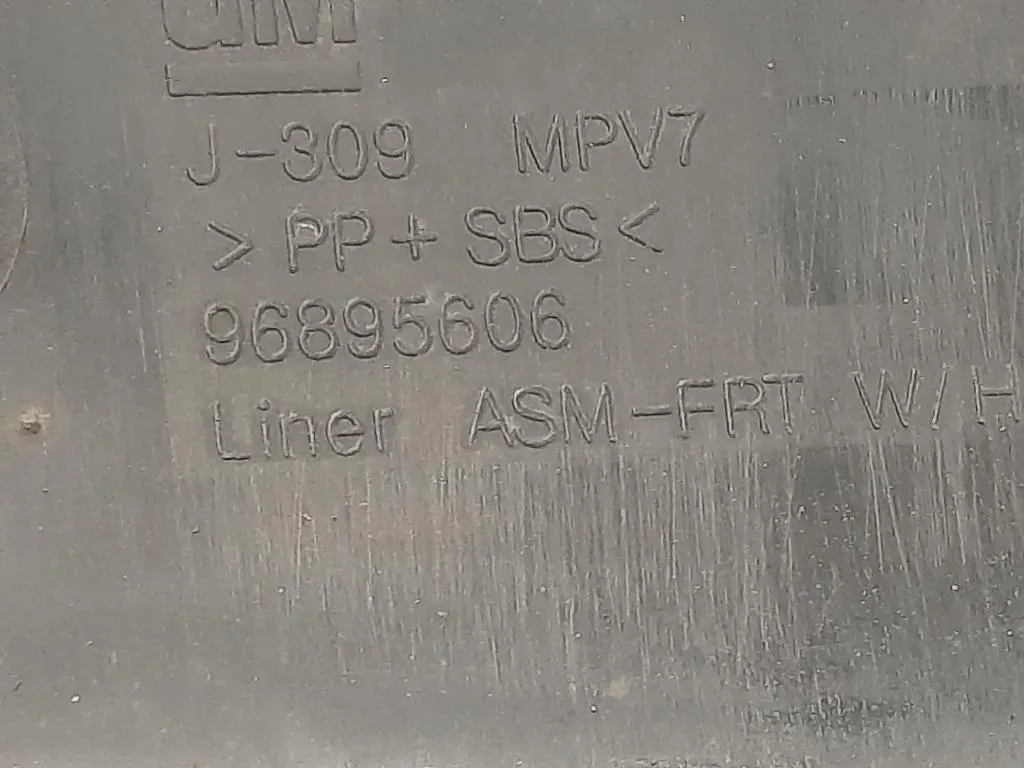 GM
J-309 MPV7
>PP+SBS<
96895606
Liner ASM-FRT W/H